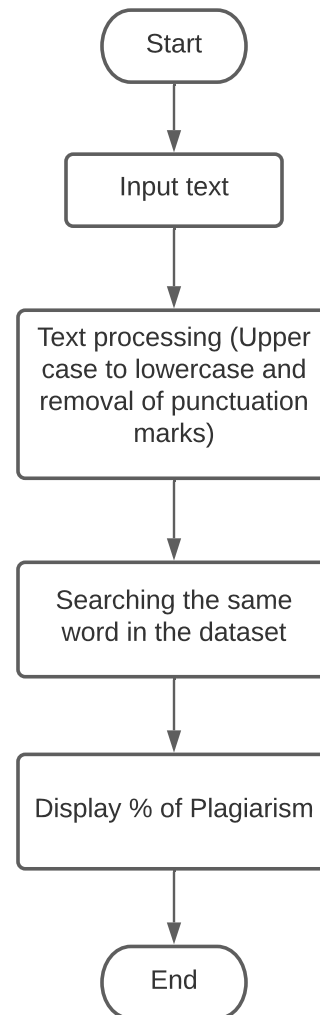 Start
Input text
Text processing (Upper
case to lowercase and
removal of punctuation
marks)
Searching the same
word in the dataset
Display % of Plagiarism
End